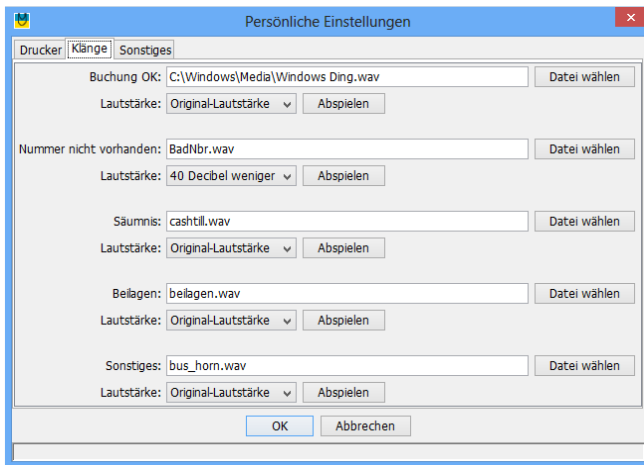 Persönliche Einstellungen
Drucker Klänge Sonstiges
Buchung OK: C:\Windows\Media\Windows Ding.wav Datei wählen
Lautstärke: Original-Lautstärke Abspielen
Nummer nicht vorhanden: BadNbr.wav Datei wählen
Lautstärke: 40 Decibel weniger Abspielen
Säumnis: cashtill.wav Datei wählen
Lautstärke: Original-Lautstärke Abspielen
Beilagen: beilagen.wav Datei wählen
Lautstärke: Original-Lautstärke Abspielen
Sonstiges: bus_horn.wav Datei wählen
Lautstärke: Original-Lautstärke Abspielen
OK Abbrechen